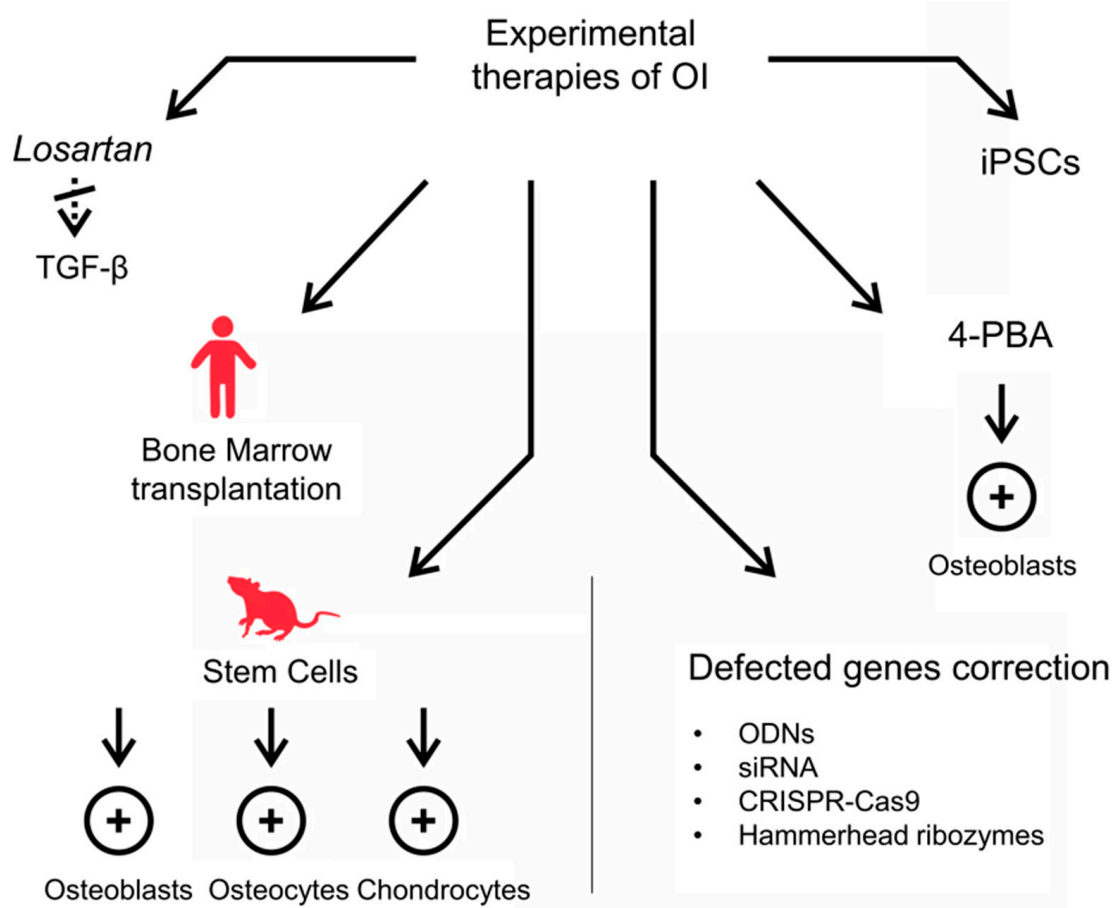 Experimental
therapies of OI
Losartan
TGF-β
iPSCs
Bone Marrow
transplantation
4-PBA
+
Osteoblasts
Stem Cells
+ + +
Osteoblasts Osteocytes Chondrocytes
Defected genes correction
• ODNs
• siRNA
• CRISPR-Cas9
• Hammerhead ribozymes